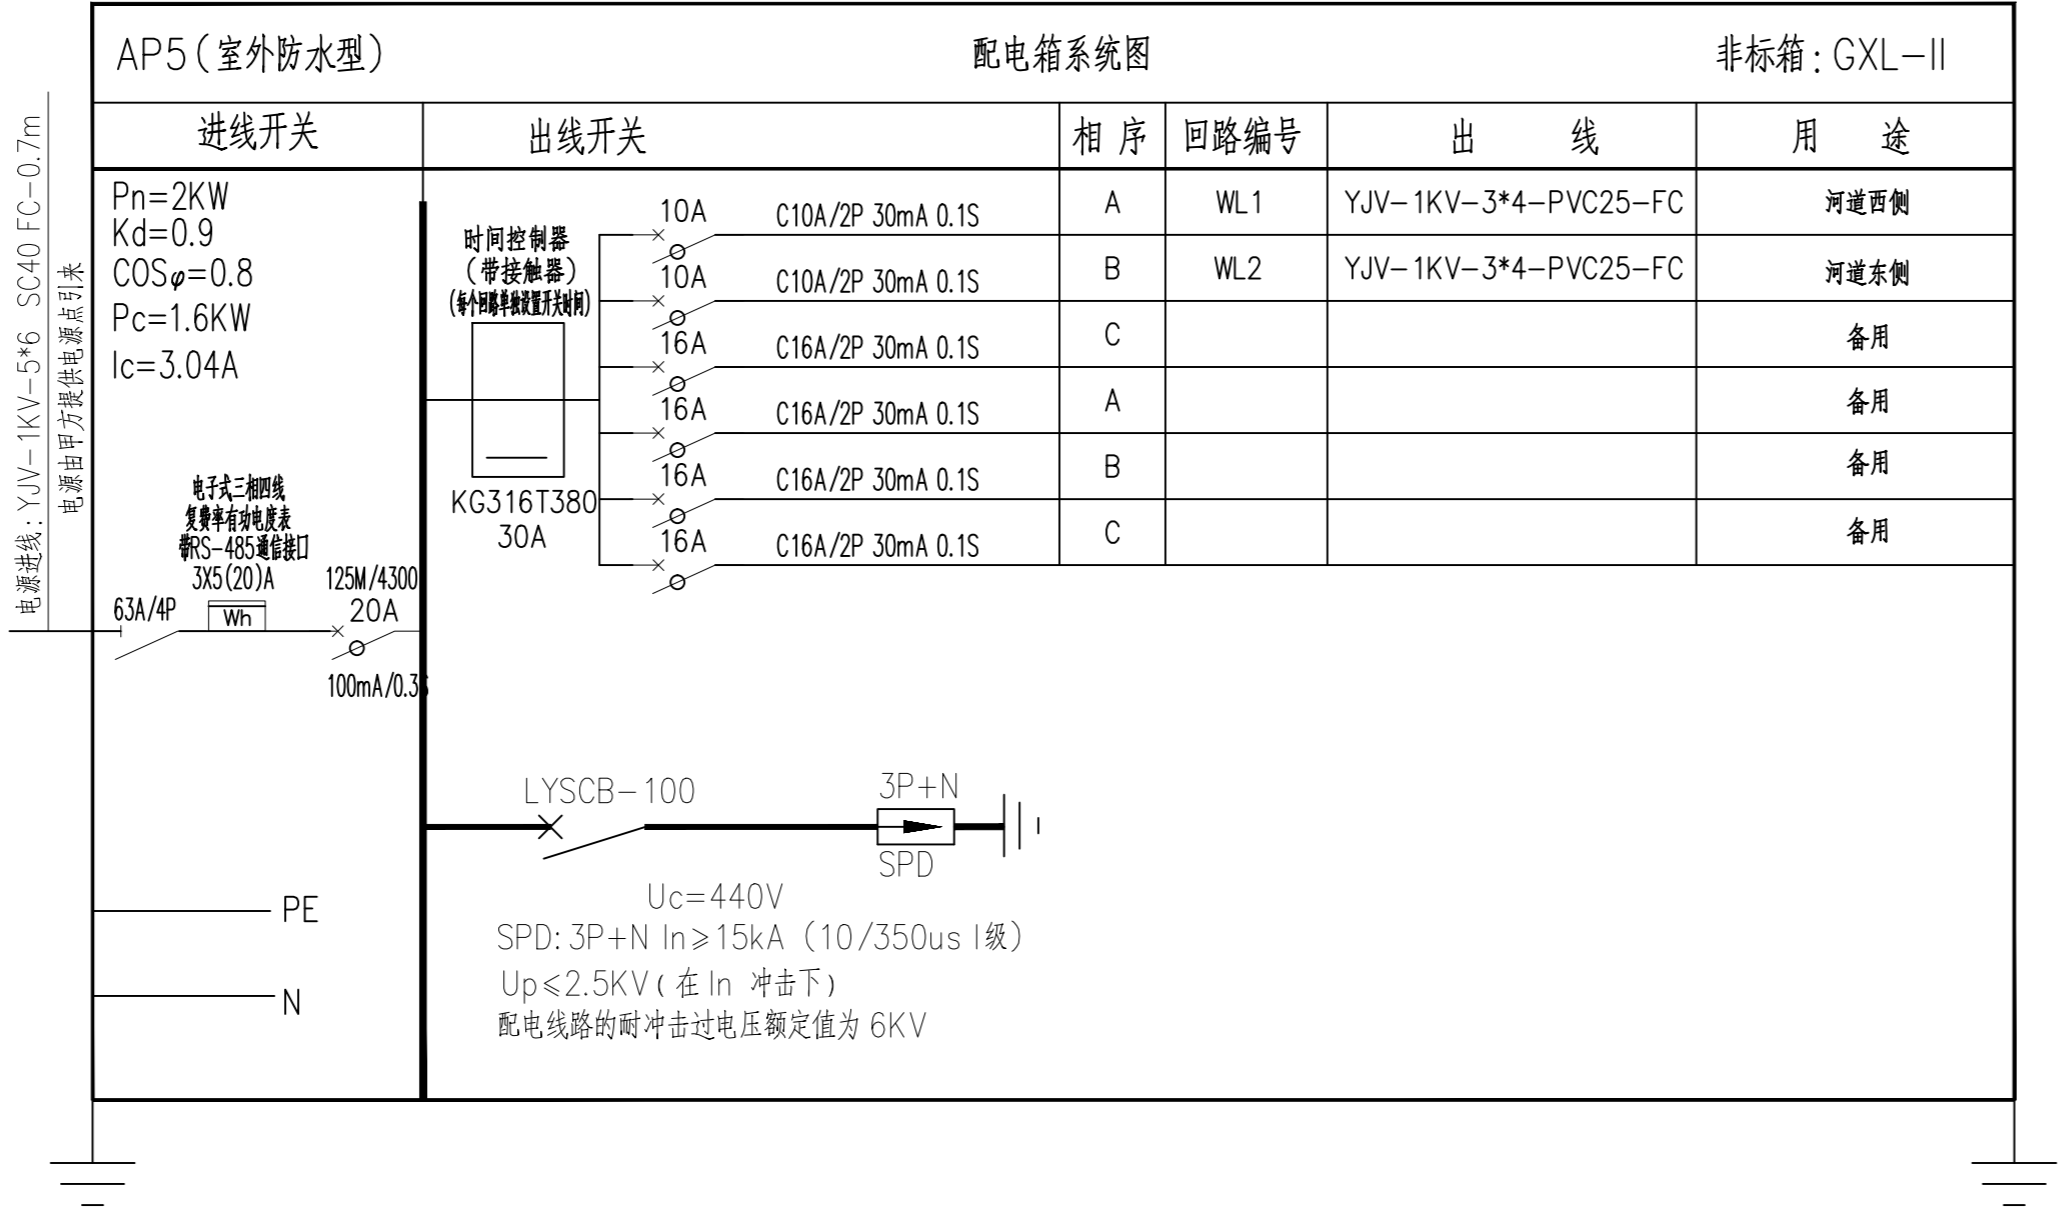 AP5（室外防水型）
配电箱系统图
非标箱：GXL-II
进线开关
出线开关
相 序
回路编号
出 线
用 途
电源进线：YJV-1KV-5*6 SC40 FC-0.7m
电源由甲方提供电源点引来
Pn=2KW
Kd=0.9
COSφ=0.8
Pc=1.6KW
Ic=3.04A
电子式三相四线
复费率有功电度表
带RS-485通信接口
3X5(20)A
63A/4P
Wh
125M/4300
20A
100mA/0.3S
PE
N
时间控制器
（带接触器）
(每个回路单独设置开关时间)
KG316T380
30A
10A C10A/2P 30mA 0.1S A WL1 YJV-1KV-3*4-PVC25-FC 河道西侧
10A C10A/2P 30mA 0.1S B WL2 YJV-1KV-3*4-PVC25-FC 河道东侧
16A C16A/2P 30mA 0.1S C 备用
16A C16A/2P 30mA 0.1S A 备用
16A C16A/2P 30mA 0.1S B 备用
16A C16A/2P 30mA 0.1S C 备用
LYSCB-100
3P+N
SPD
Uc=440V
SPD: 3P+N In≥15kA（10/350us I级）
Up≤2.5KV(在In 冲击下)
配电线路的耐冲击过电压额定值为 6KV